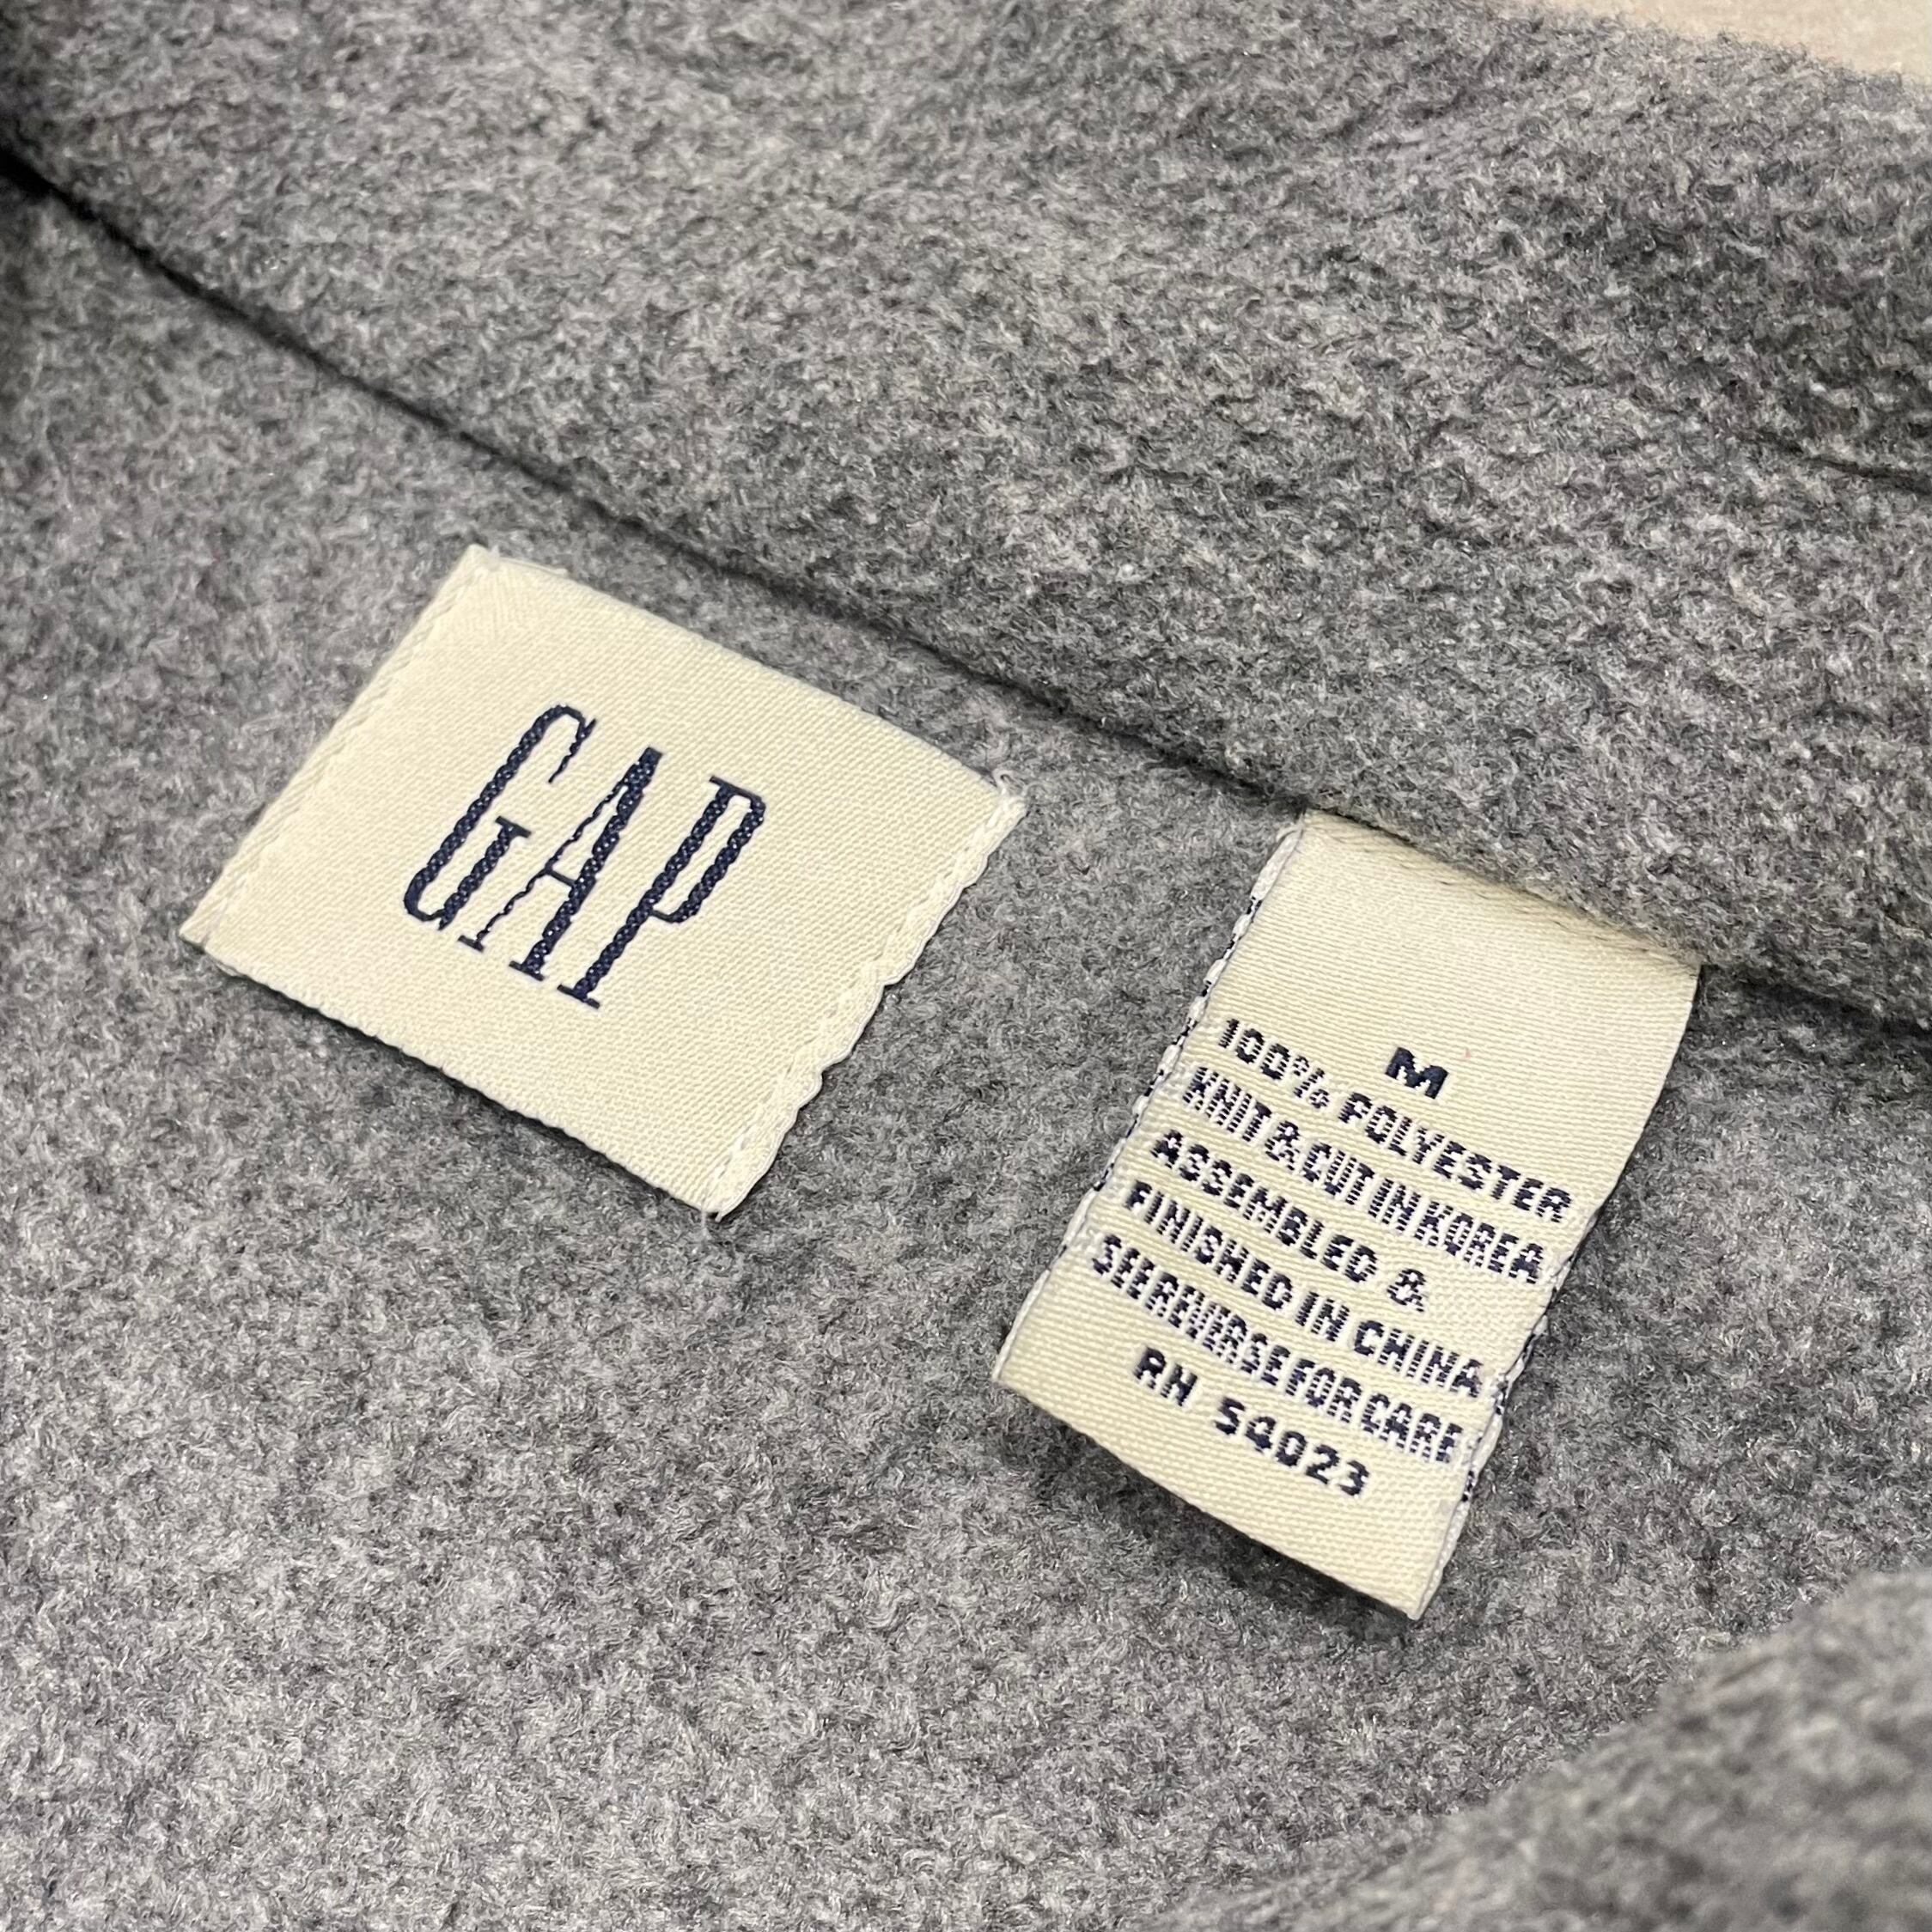 GAP
M
100% POLYESTER
KNIT & CUT IN KOREA
ASSEMBLED &
FINISHED IN CHINA
SEE REVERSE FOR CARE
RN 54023